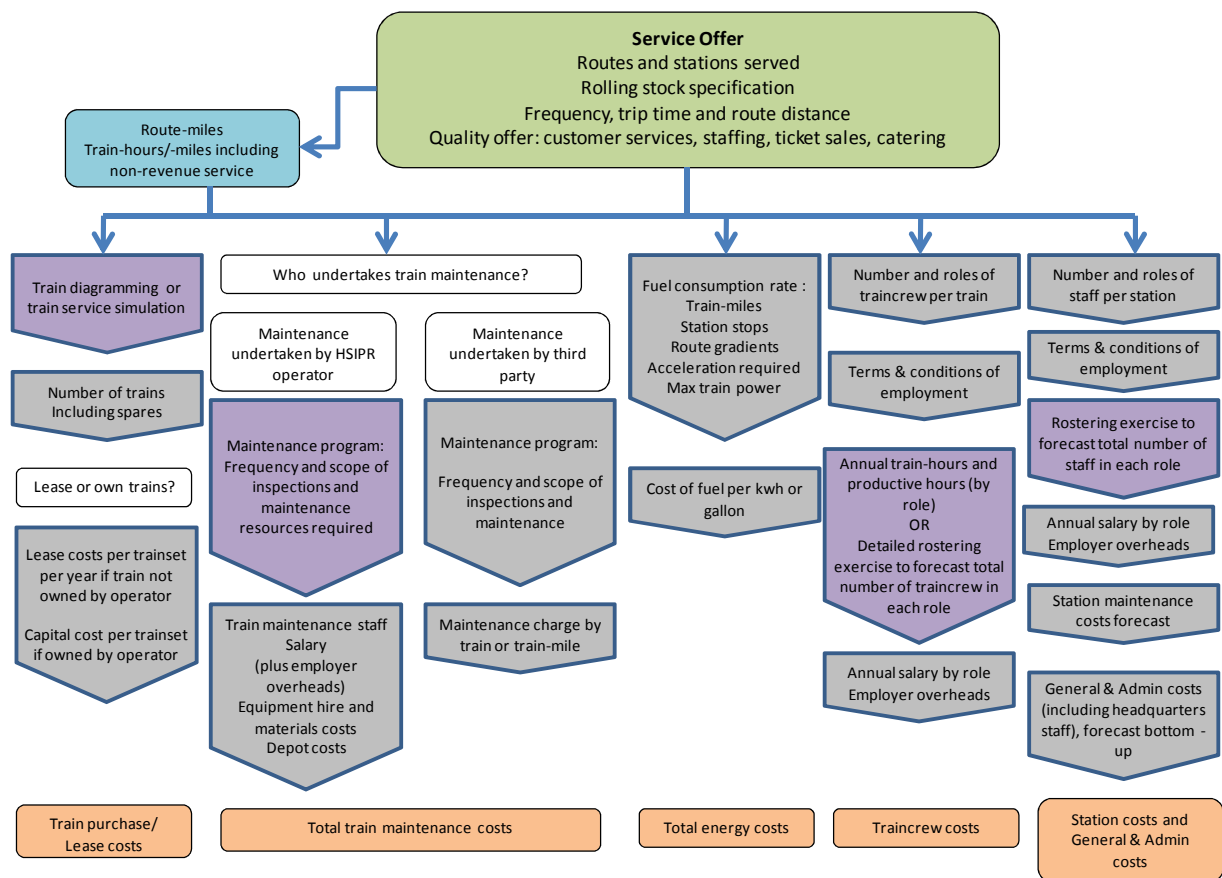 Service Offer
Routes and stations served
Rolling stock specification
Frequency, trip time and route distance
Quality offer: customer services, staffing, ticket sales, catering
Route-miles
Train-hours/-miles including
non-revenue service
Train diagramming or
train service simulation
Number of trains
Including spares
Lease or own trains?
Lease costs per trainset
per year if train not
owned by operator
Capital cost per trainset
if owned by operator
Who undertakes train maintenance?
Maintenance
undertaken by HSIPR
operator
Maintenance program:
Frequency and scope of
inspections and
maintenance
resources required
Train maintenance staff
Salary
(plus employer
overheads)
Equipment hire and
materials costs
Depot costs
Maintenance
undertaken by third
party
Maintenance program:
Frequency and scope of
inspections and
maintenance
Maintenance charge by
train or train-mile
Fuel consumption rate :
Train-miles
Station stops
Route gradients
Acceleration required
Max train power
Cost of fuel per kwh or
gallon
Number and roles of
traincrew per train
Terms & conditions of
employment
Annual train-hours and
productive hours (by
role)
OR
Detailed rostering
exercise to forecast total
number of traincrew in
each role
Annual salary by role
Employer overheads
Number and roles of
staff per station
Terms & conditions of
employment
Rostering exercise to
forecast total number of
staff in each role
Annual salary by role
Employer overheads
Station maintenance
costs forecast
General & Admin costs
(including headquarters
staff), forecast bottom -
up
Train purchase/
Lease costs
Total train maintenance costs
Total energy costs
Traincrew costs
Station costs and
General & Admin
costs